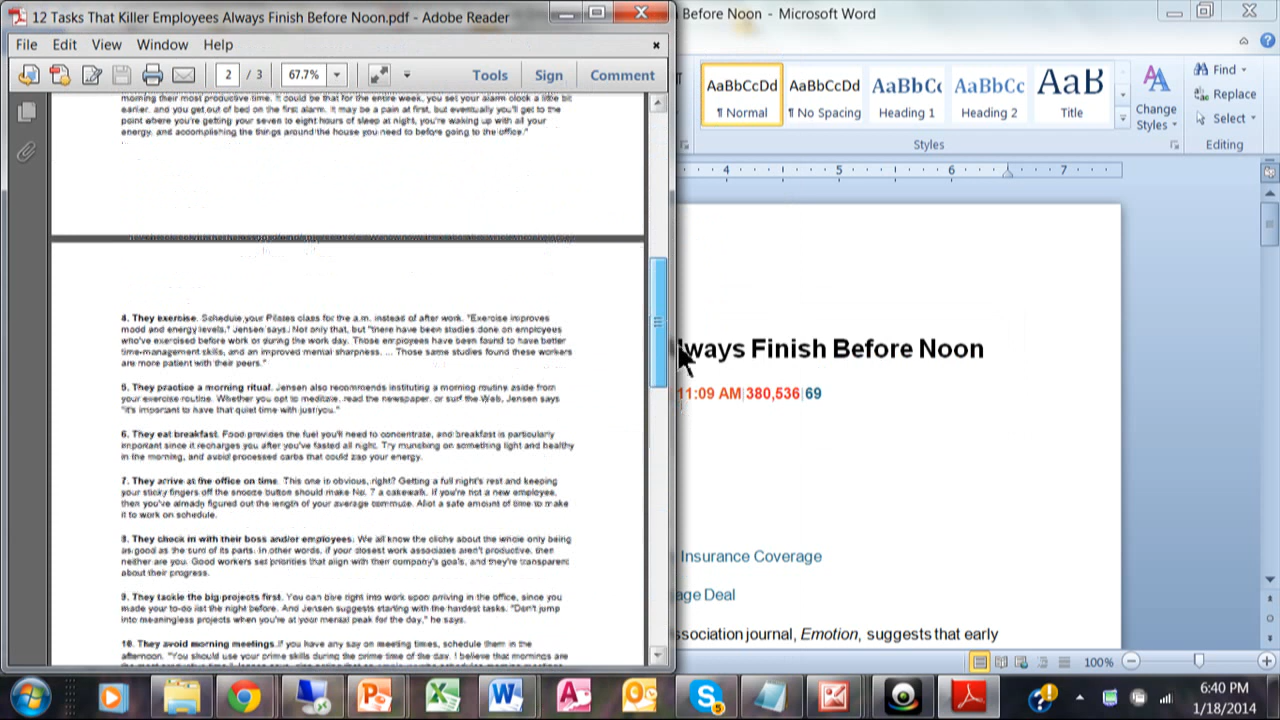 12 Tasks That Killer Employees Always Finish Before Noon.pdf - Adobe Reader
Before Noon - Microsoft Word
File Edit View Window Help
2 / 3 67.7% Tools Sign Comment
AaBbCcDd AaBbCcDd AaBbCc AaBbCc AaB
¶ Normal ¶ No Spacing Heading 1 Heading 2 Title
Change Styles
Find
Replace
Select
Styles Editing
4 5 6 7
morning their most productive time. It could be that for the entire week, you set your alarm clock a little bit
earlier, and you get out of bed on the first alarm. It may be a pain at first, but eventually you'll get to the
point where you're getting your seven to eight hours of sleep at night, you're waking up with all your
energy, and accomplishing the things around the house you need to before going to the office."
4. They exercise. Schedule your Pilates class for the a.m. instead of after work. "Exercise improves
mood and energy levels," Jensen says. Not only that, but "there have been studies done on employees
who've exercised before work or during the work day. Those employees have been found to have better
time-management skills, and an improved mental sharpness. ... Those same studies found these workers
are more patient with their peers."
5. They practice a morning ritual. Jensen also recommends instituting a morning routine aside from
your exercise routine. Whether you opt to meditate, read the newspaper, or surf the Web, Jensen says
"it's important to have that quiet time with just you."
6. They eat breakfast. Food provides the fuel you'll need to concentrate, and breakfast is particularly
important since it recharges you after you've fasted all night. Try munching on something light and healthy
in the morning, and avoid processed carbs that could zap your energy.
7. They arrive at the office on time. This one is obvious, right? Getting a full night's rest and keeping
your sticky fingers off the snooze button should make No. 7 a cakewalk. If you're not a new employee,
then you've already figured out the length of your average commute. Allot a safe amount of time to make
it to work on schedule.
8. They check in with their boss and/or employees. We all know the cliche about the whole only being
as good as the sum of its parts. In other words, if your closest work associates aren't productive, then
neither are you. Good workers set priorities that align with their company's goals, and they're transparent
about their progress.
9. They tackle the big projects first. You can dive right into work upon arriving in the office, since you
made your to-do list the night before. And Jensen suggests starting with the hardest tasks. "Don't jump
into meaningless projects when you're at your mental peak for the day," he says.
10. They avoid morning meetings. If you have any say on meeting times, schedule them in the
afternoon. "You should use your prime skills during the prime time of the day. I believe that mornings are
ways Finish Before Noon
11:09 AM 380,536 69
Insurance Coverage
age Deal
ssociation journal, Emotion, suggests that early
100%
5
6:40 PM
1/18/2014